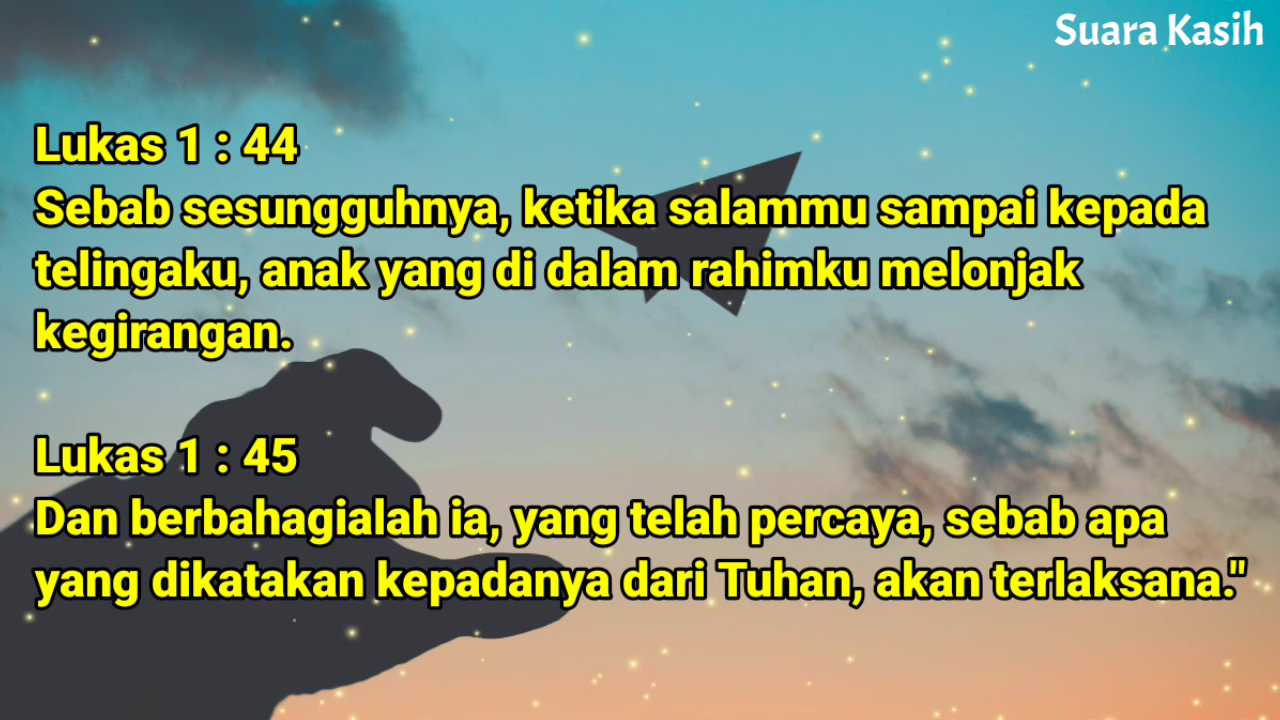 Suara Kasih
Lukas 1 : 44
Sebab sesungguhnya, ketika salammu sampai kepada
telingaku, anak yang di dalam rahimku melonjak
kegirangan.
Lukas 1 : 45
Dan berbahagialah ia, yang telah percaya, sebab apa
yang dikatakan kepadanya dari Tuhan, akan terlaksana."